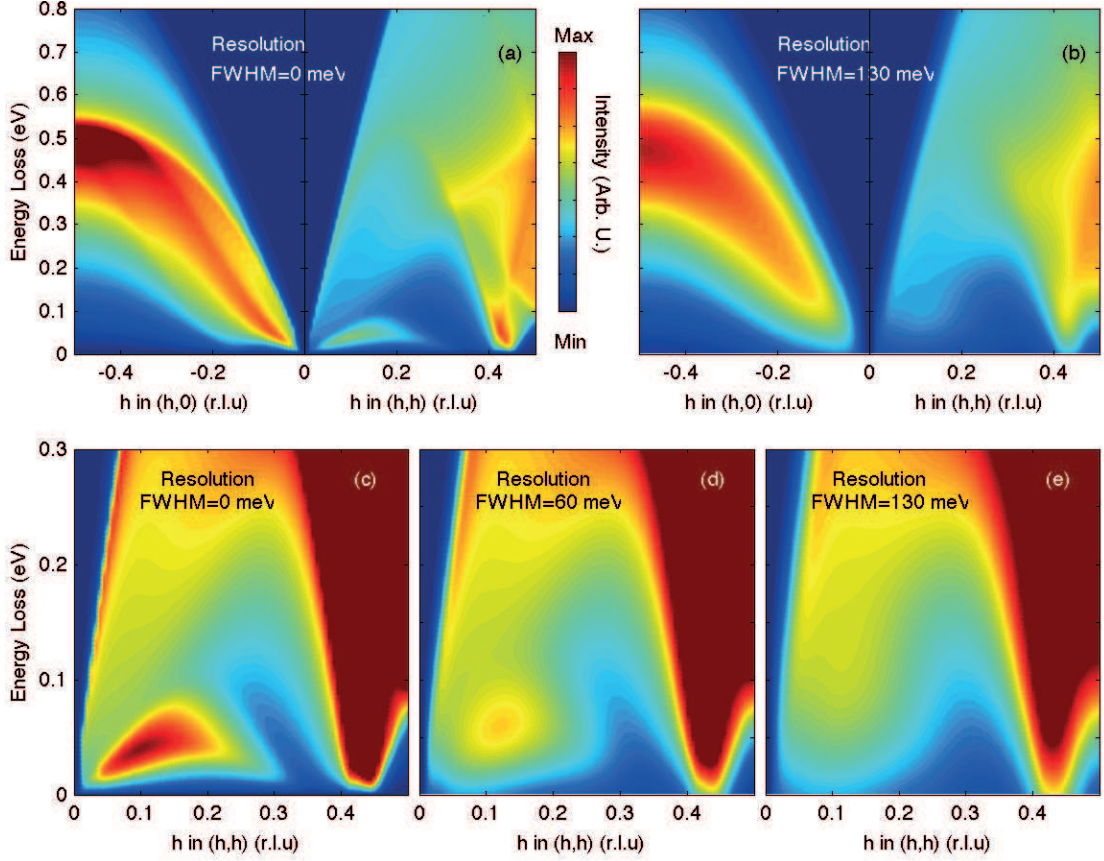 0.8
0.7
0.6
0.5
0.4
0.3
0.2
0.1
0
Energy Loss (eV)
Resolution
FWHM=0 meV
(a)
-0.4 -0.2 0 0.2 0.4
h in (h,0) (r.l.u) h in (h,h) (r.l.u)
Max
Intensity (Arb. U.)
Min
Resolution
FWHM=130 meV
(b)
-0.4 -0.2 0 0.2 0.4
h in (h,0) (r.l.u) h in (h,h) (r.l.u)
0.3
0.2
0.1
0
Energy Loss (eV)
Resolution (c)
FWHM=0 meV
0 0.1 0.2 0.3 0.4
h in (h,h) (r.l.u)
Resolution (d)
FWHM=60 meV
0 0.1 0.2 0.3 0.4
h in (h,h) (r.l.u)
Resolution (e)
FWHM=130 meV
0 0.1 0.2 0.3 0.4
h in (h,h) (r.l.u)